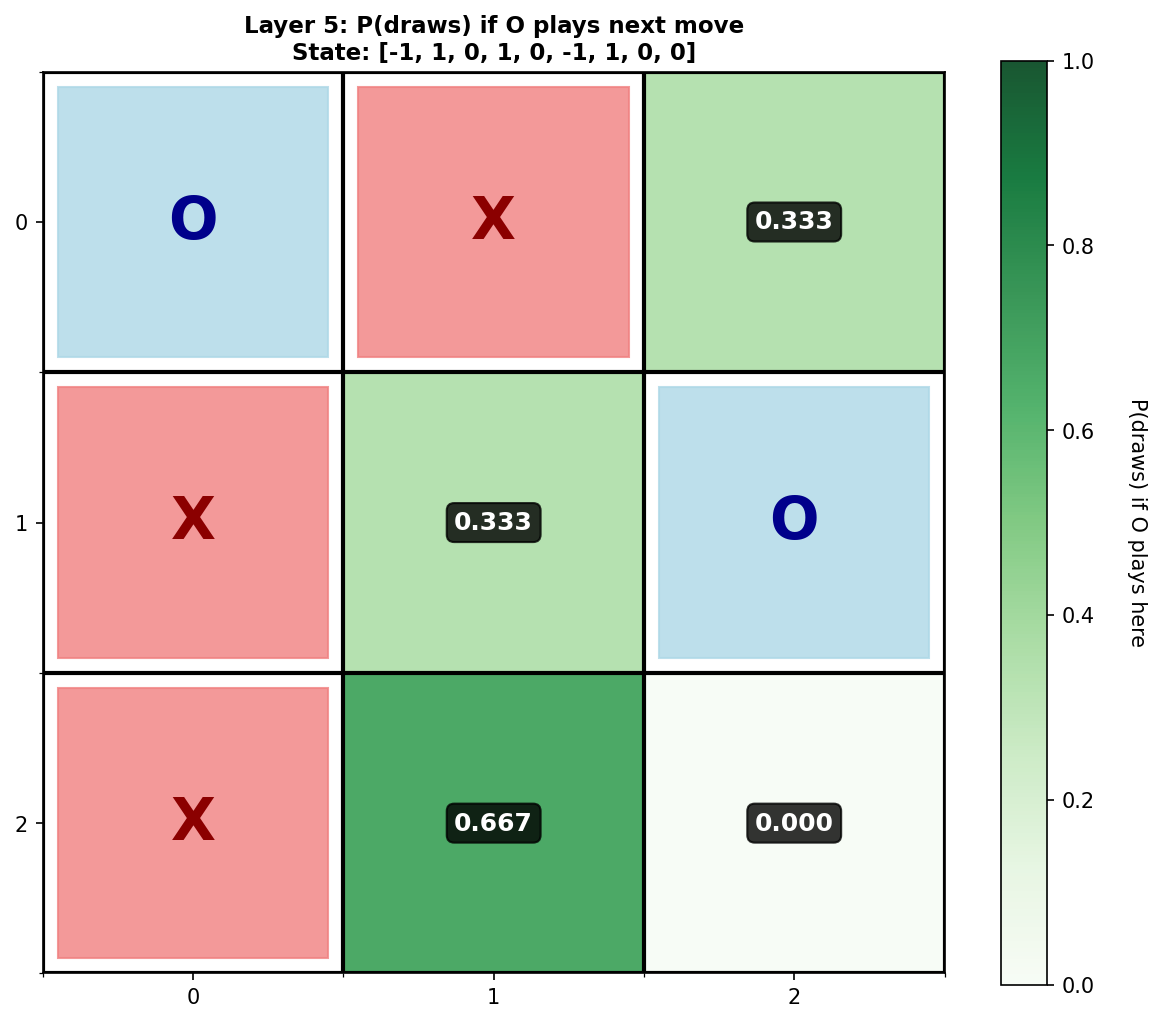 Layer 5: P(draws) if O plays next move
State: [-1, 1, 0, 1, 0, -1, 1, 0, 0]
0 O X 0.333
1 X 0.333 O
2 X 0.667 0.000
0 1 2
1.0
0.8
0.6
0.4
0.2
0.0
P(draws) if O plays here